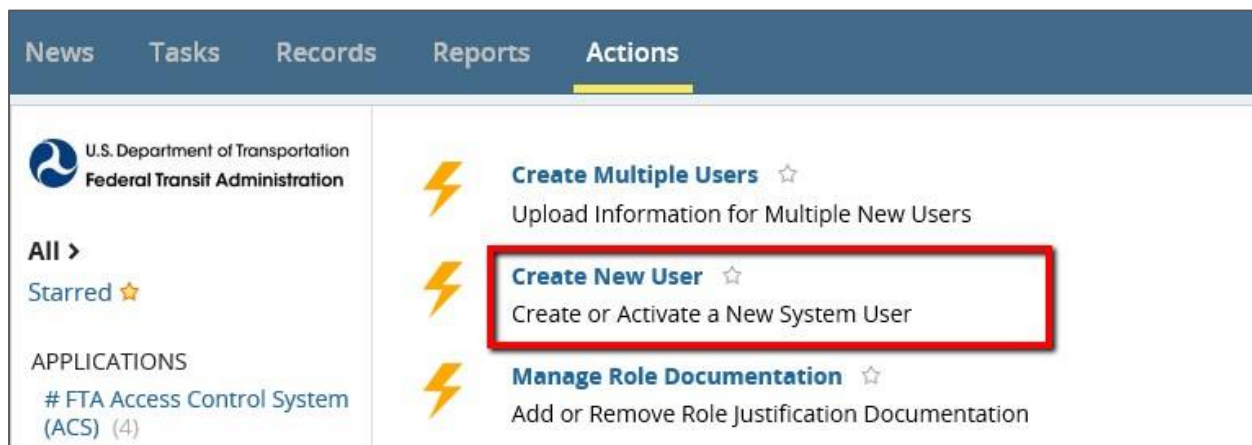 News Tasks Records Reports Actions
U.S. Department of Transportation
Federal Transit Administration
All >
Starred
APPLICATIONS
# FTA Access Control System
(ACS) (4)
Create Multiple Users
Upload Information for Multiple New Users
Create New User
Create or Activate a New System User
Manage Role Documentation
Add or Remove Role Justification Documentation